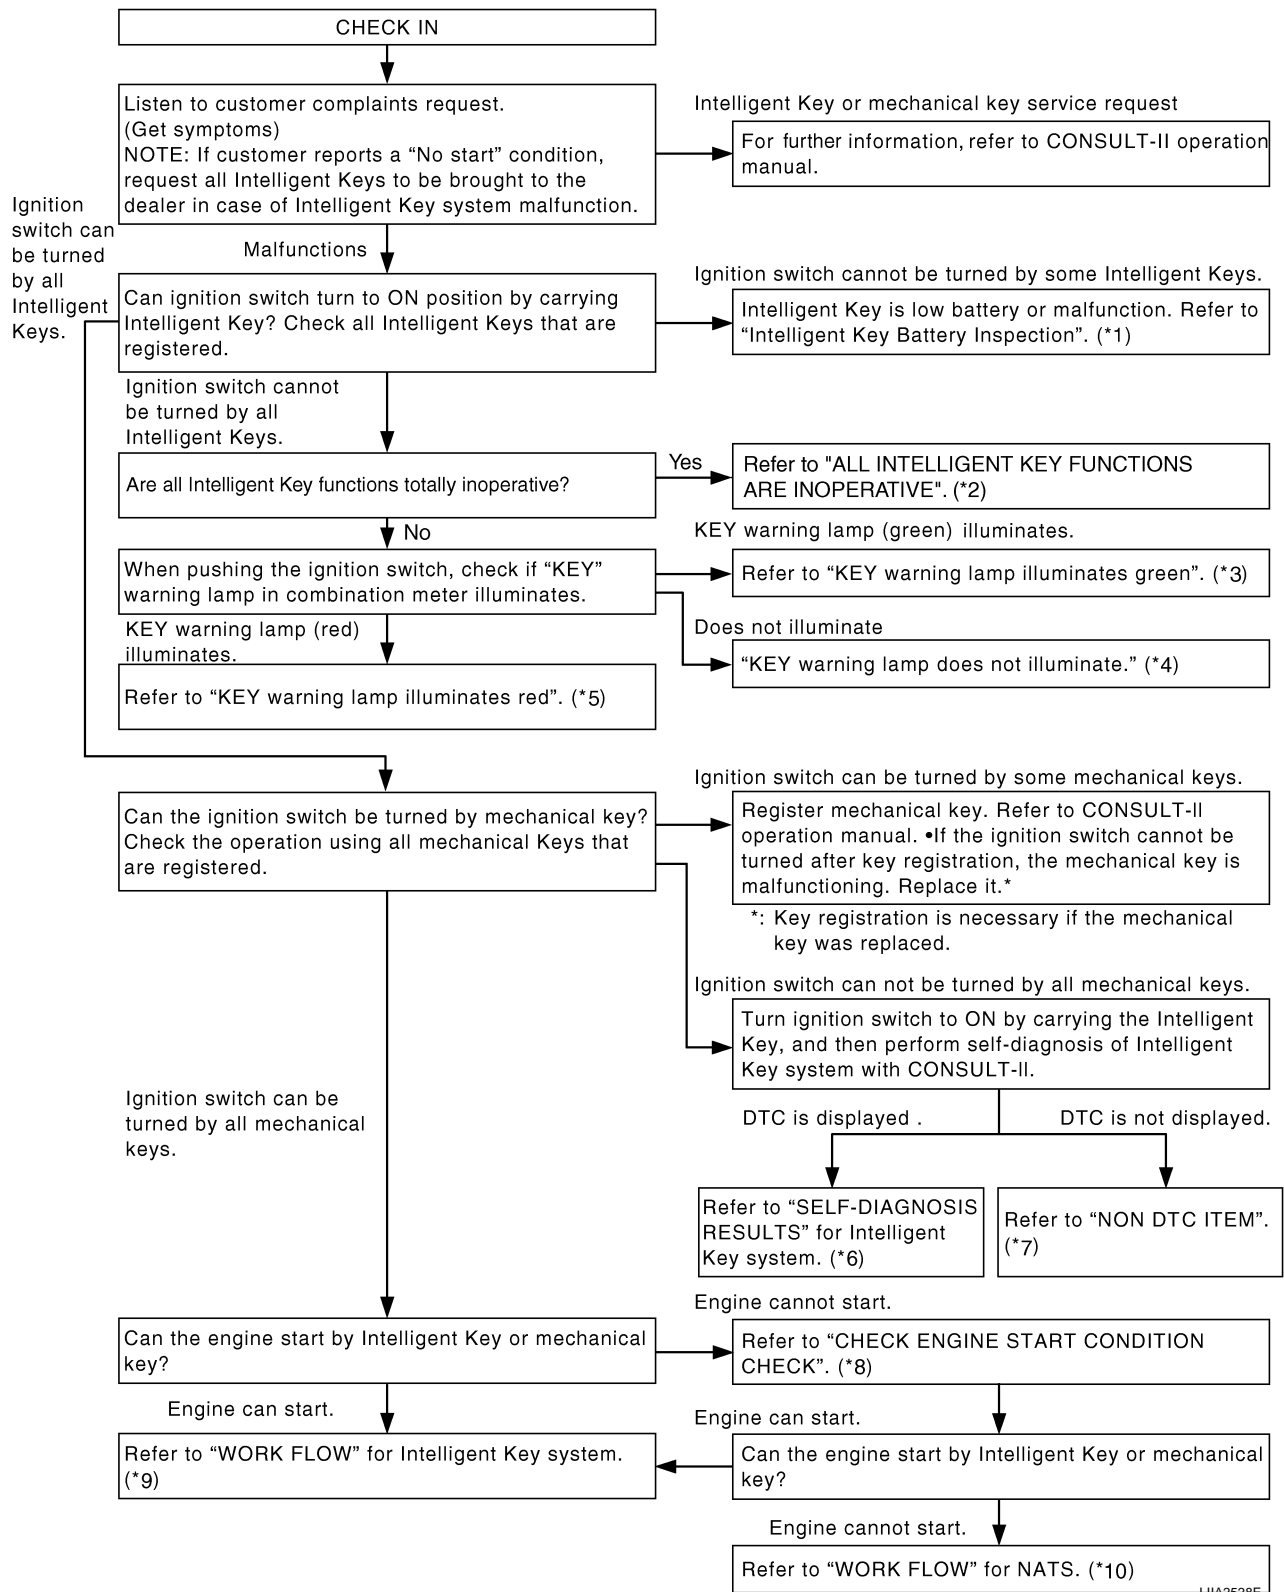 CHECK IN
Listen to customer complaints request.
(Get symptoms)
NOTE: If customer reports a “No start” condition,
request all Intelligent Keys to be brought to the
dealer in case of Intelligent Key system malfunction.
Intelligent Key or mechanical key service request
For further information, refer to CONSULT-II operation
manual.
Ignition
switch can
be turned
by all
Intelligent
Keys.
Malfunctions
Can ignition switch turn to ON position by carrying
Intelligent Key? Check all Intelligent Keys that are
registered.
Ignition switch cannot be turned by some Intelligent Keys.
Intelligent Key is low battery or malfunction. Refer to
“Intelligent Key Battery Inspection”. (*1)
Ignition switch cannot
be turned by all
Intelligent Keys.
Are all Intelligent Key functions totally inoperative?
Yes
Refer to "ALL INTELLIGENT KEY FUNCTIONS
ARE INOPERATIVE". (*2)
No
When pushing the ignition switch, check if “KEY”
warning lamp in combination meter illuminates.
KEY warning lamp (green) illuminates.
Refer to “KEY warning lamp illuminates green”. (*3)
Does not illuminate
“KEY warning lamp does not illuminate.” (*4)
KEY warning lamp (red)
illuminates.
Refer to “KEY warning lamp illuminates red”. (*5)
Can the ignition switch be turned by mechanical key?
Check the operation using all mechanical Keys that
are registered.
Ignition switch can be turned by some mechanical keys.
Register mechanical key. Refer to CONSULT-II
operation manual. •If the ignition switch cannot be
turned after key registration, the mechanical key is
malfunctioning. Replace it.*
*: Key registration is necessary if the mechanical
key was replaced.
Ignition switch can not be turned by all mechanical keys.
Turn ignition switch to ON by carrying the Intelligent
Key, and then perform self-diagnosis of Intelligent
Key system with CONSULT-II.
Ignition switch can be
turned by all mechanical
keys.
DTC is displayed .
DTC is not displayed.
Refer to “SELF-DIAGNOSIS
RESULTS” for Intelligent
Key system. (*6)
Refer to “NON DTC ITEM”.
(*7)
Can the engine start by Intelligent Key or mechanical
key?
Engine cannot start.
Refer to “CHECK ENGINE START CONDITION
CHECK”. (*8)
Engine can start.
Refer to “WORK FLOW” for Intelligent Key system.
(*9)
Engine can start.
Can the engine start by Intelligent Key or mechanical
key?
Engine cannot start.
Refer to “WORK FLOW” for NATS. (*10)